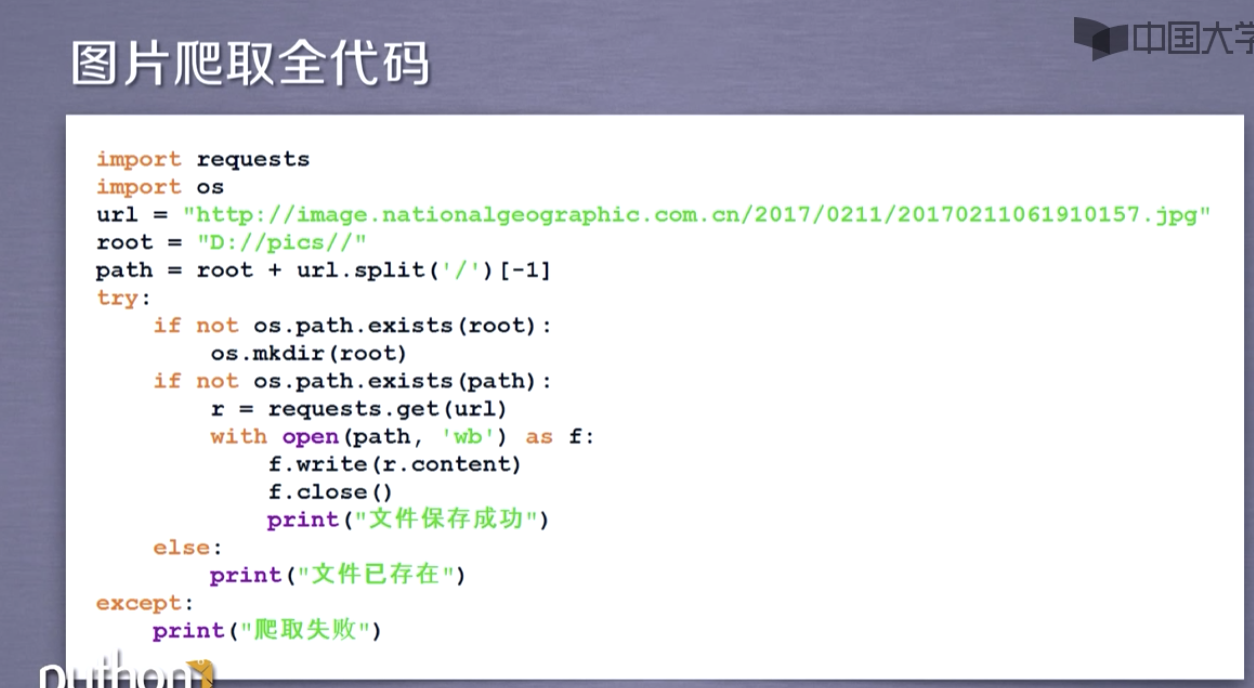 中国大学
图片爬取全代码
import requests
import os
url = "http://image.nationalgeographic.com.cn/2017/0211/20170211061910157.jpg"
root = "D://pics//"
path = root + url.split('/')[-1]
try:
    if not os.path.exists(root):
        os.mkdir(root)
    if not os.path.exists(path):
        r = requests.get(url)
        with open(path, 'wb') as f:
            f.write(r.content)
            f.close()
            print("文件保存成功")
    else:
        print("文件已存在")
except:
    print("爬取失败")
python